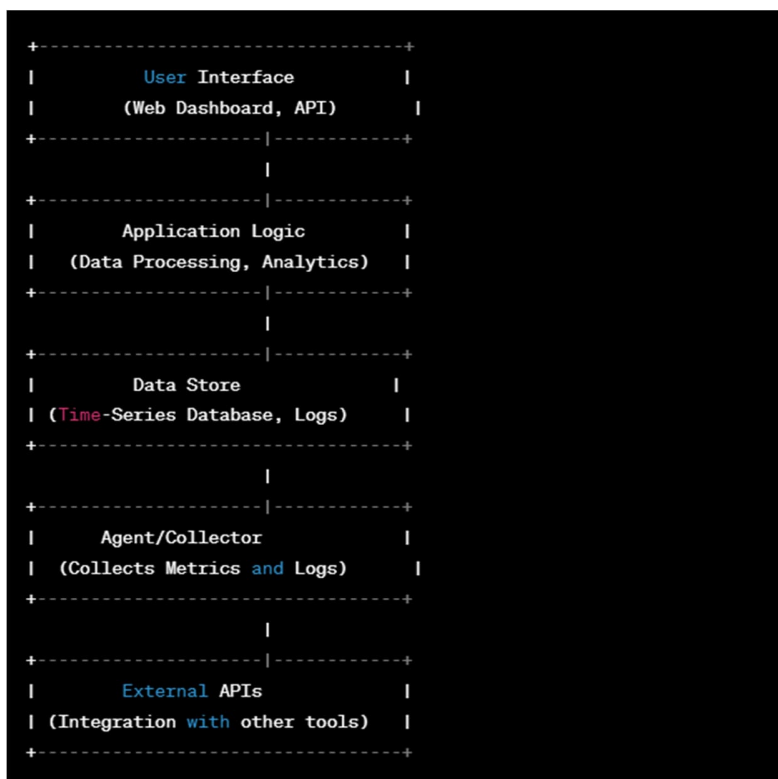 +----------------------------------+
|          User Interface          |
|        (Web Dashboard, API)       |
+---------------------|------------+
                      |
+---------------------|------------+
|        Application Logic         |
|   (Data Processing, Analytics)   |
+---------------------|------------+
                      |
+---------------------|------------+
|         Data Store              |
| (Time-Series Database, Logs)     |
+----------------------------------+
                      |
+---------------------|------------+
|      Agent/Collector             |
|  (Collects Metrics and Logs)      |
+----------------------------------+
                      |
+---------------------|------------+
|        External APIs             |
| (Integration with other tools)   |
+----------------------------------+